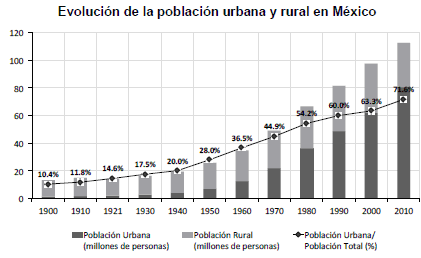 Evolución de la población urbana y rural en México
120
100
80
60
40
20
0
10.4% 11.8% 14.6% 17.5% 20.0% 28.0% 36.5% 44.9% 54.2% 60.0% 63.3% 71.6%
1900 1910 1921 1930 1940 1950 1960 1970 1980 1990 2000 2010
Población Urbana Población Rural Población Urbana/
(millones de personas) (millones de personas) Población Total (%)